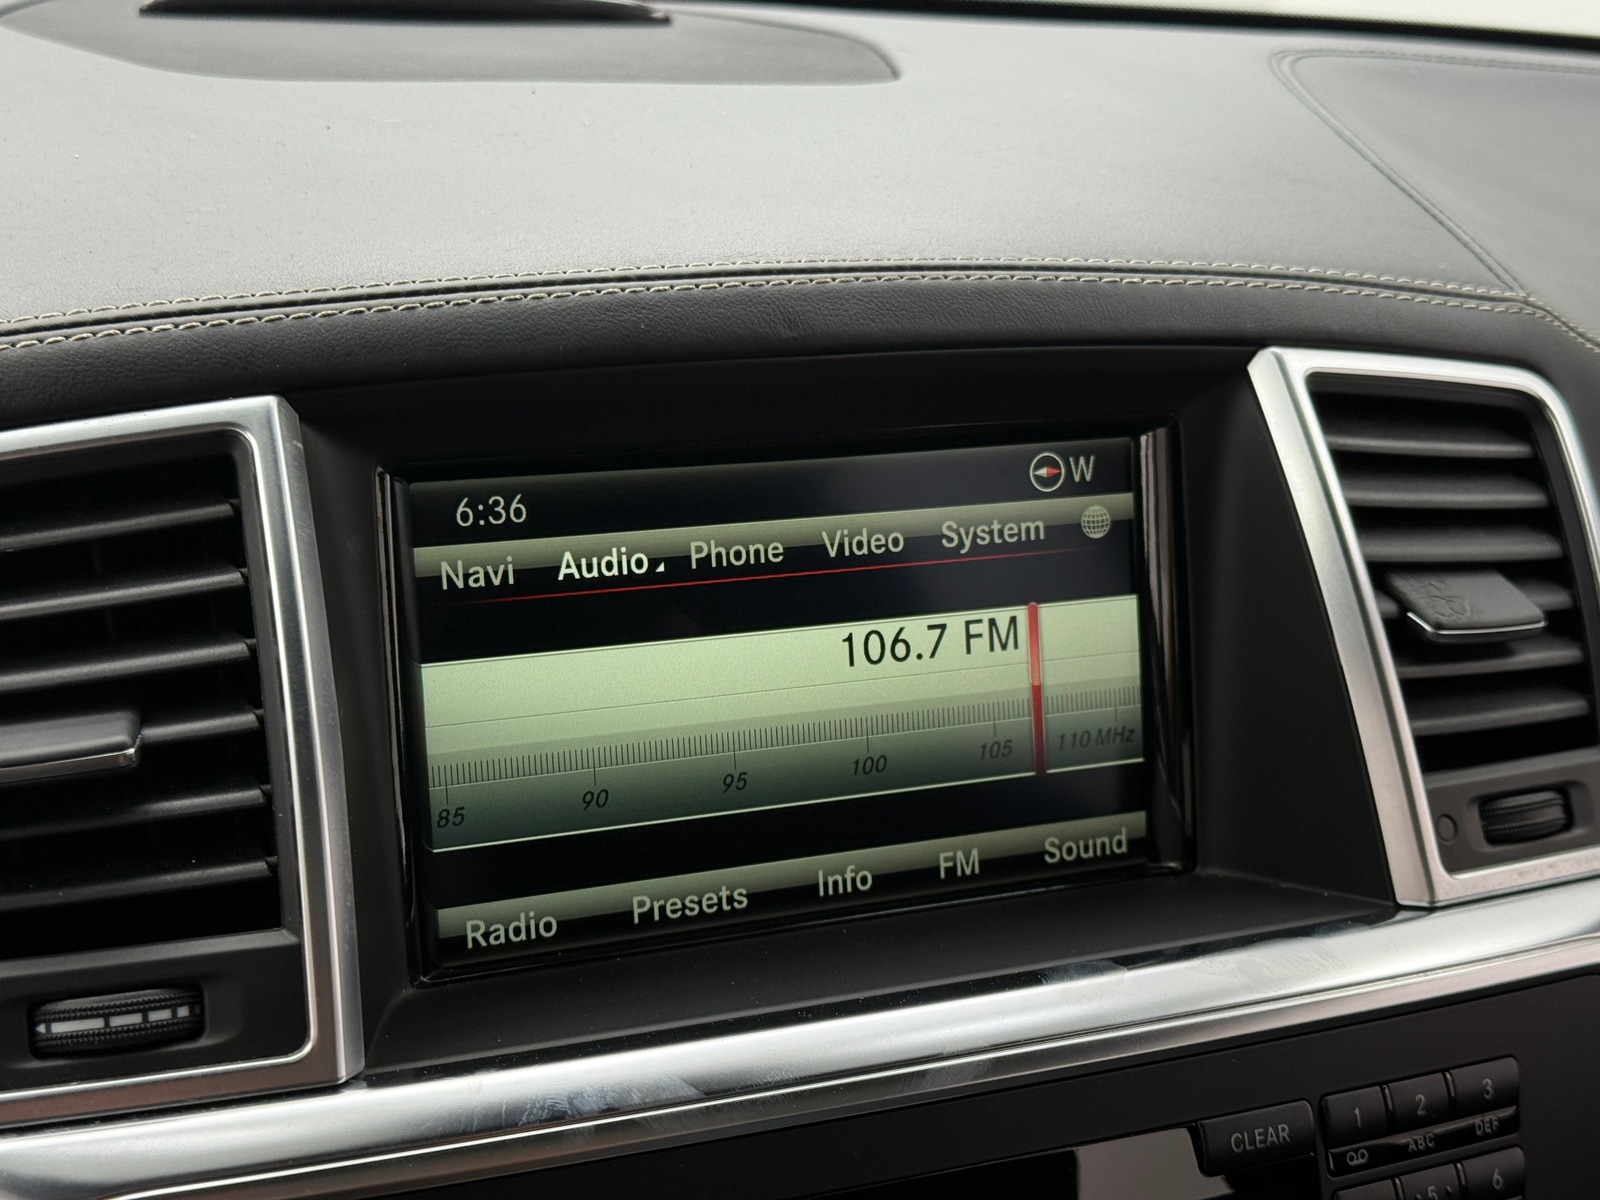 6:36 W
Navi Audio Phone Video System
106.7 FM
85 90 95 100 105 110 MHz
Radio Presets Info FM Sound
CLEAR 1 2 3
ABC DEF
5 6